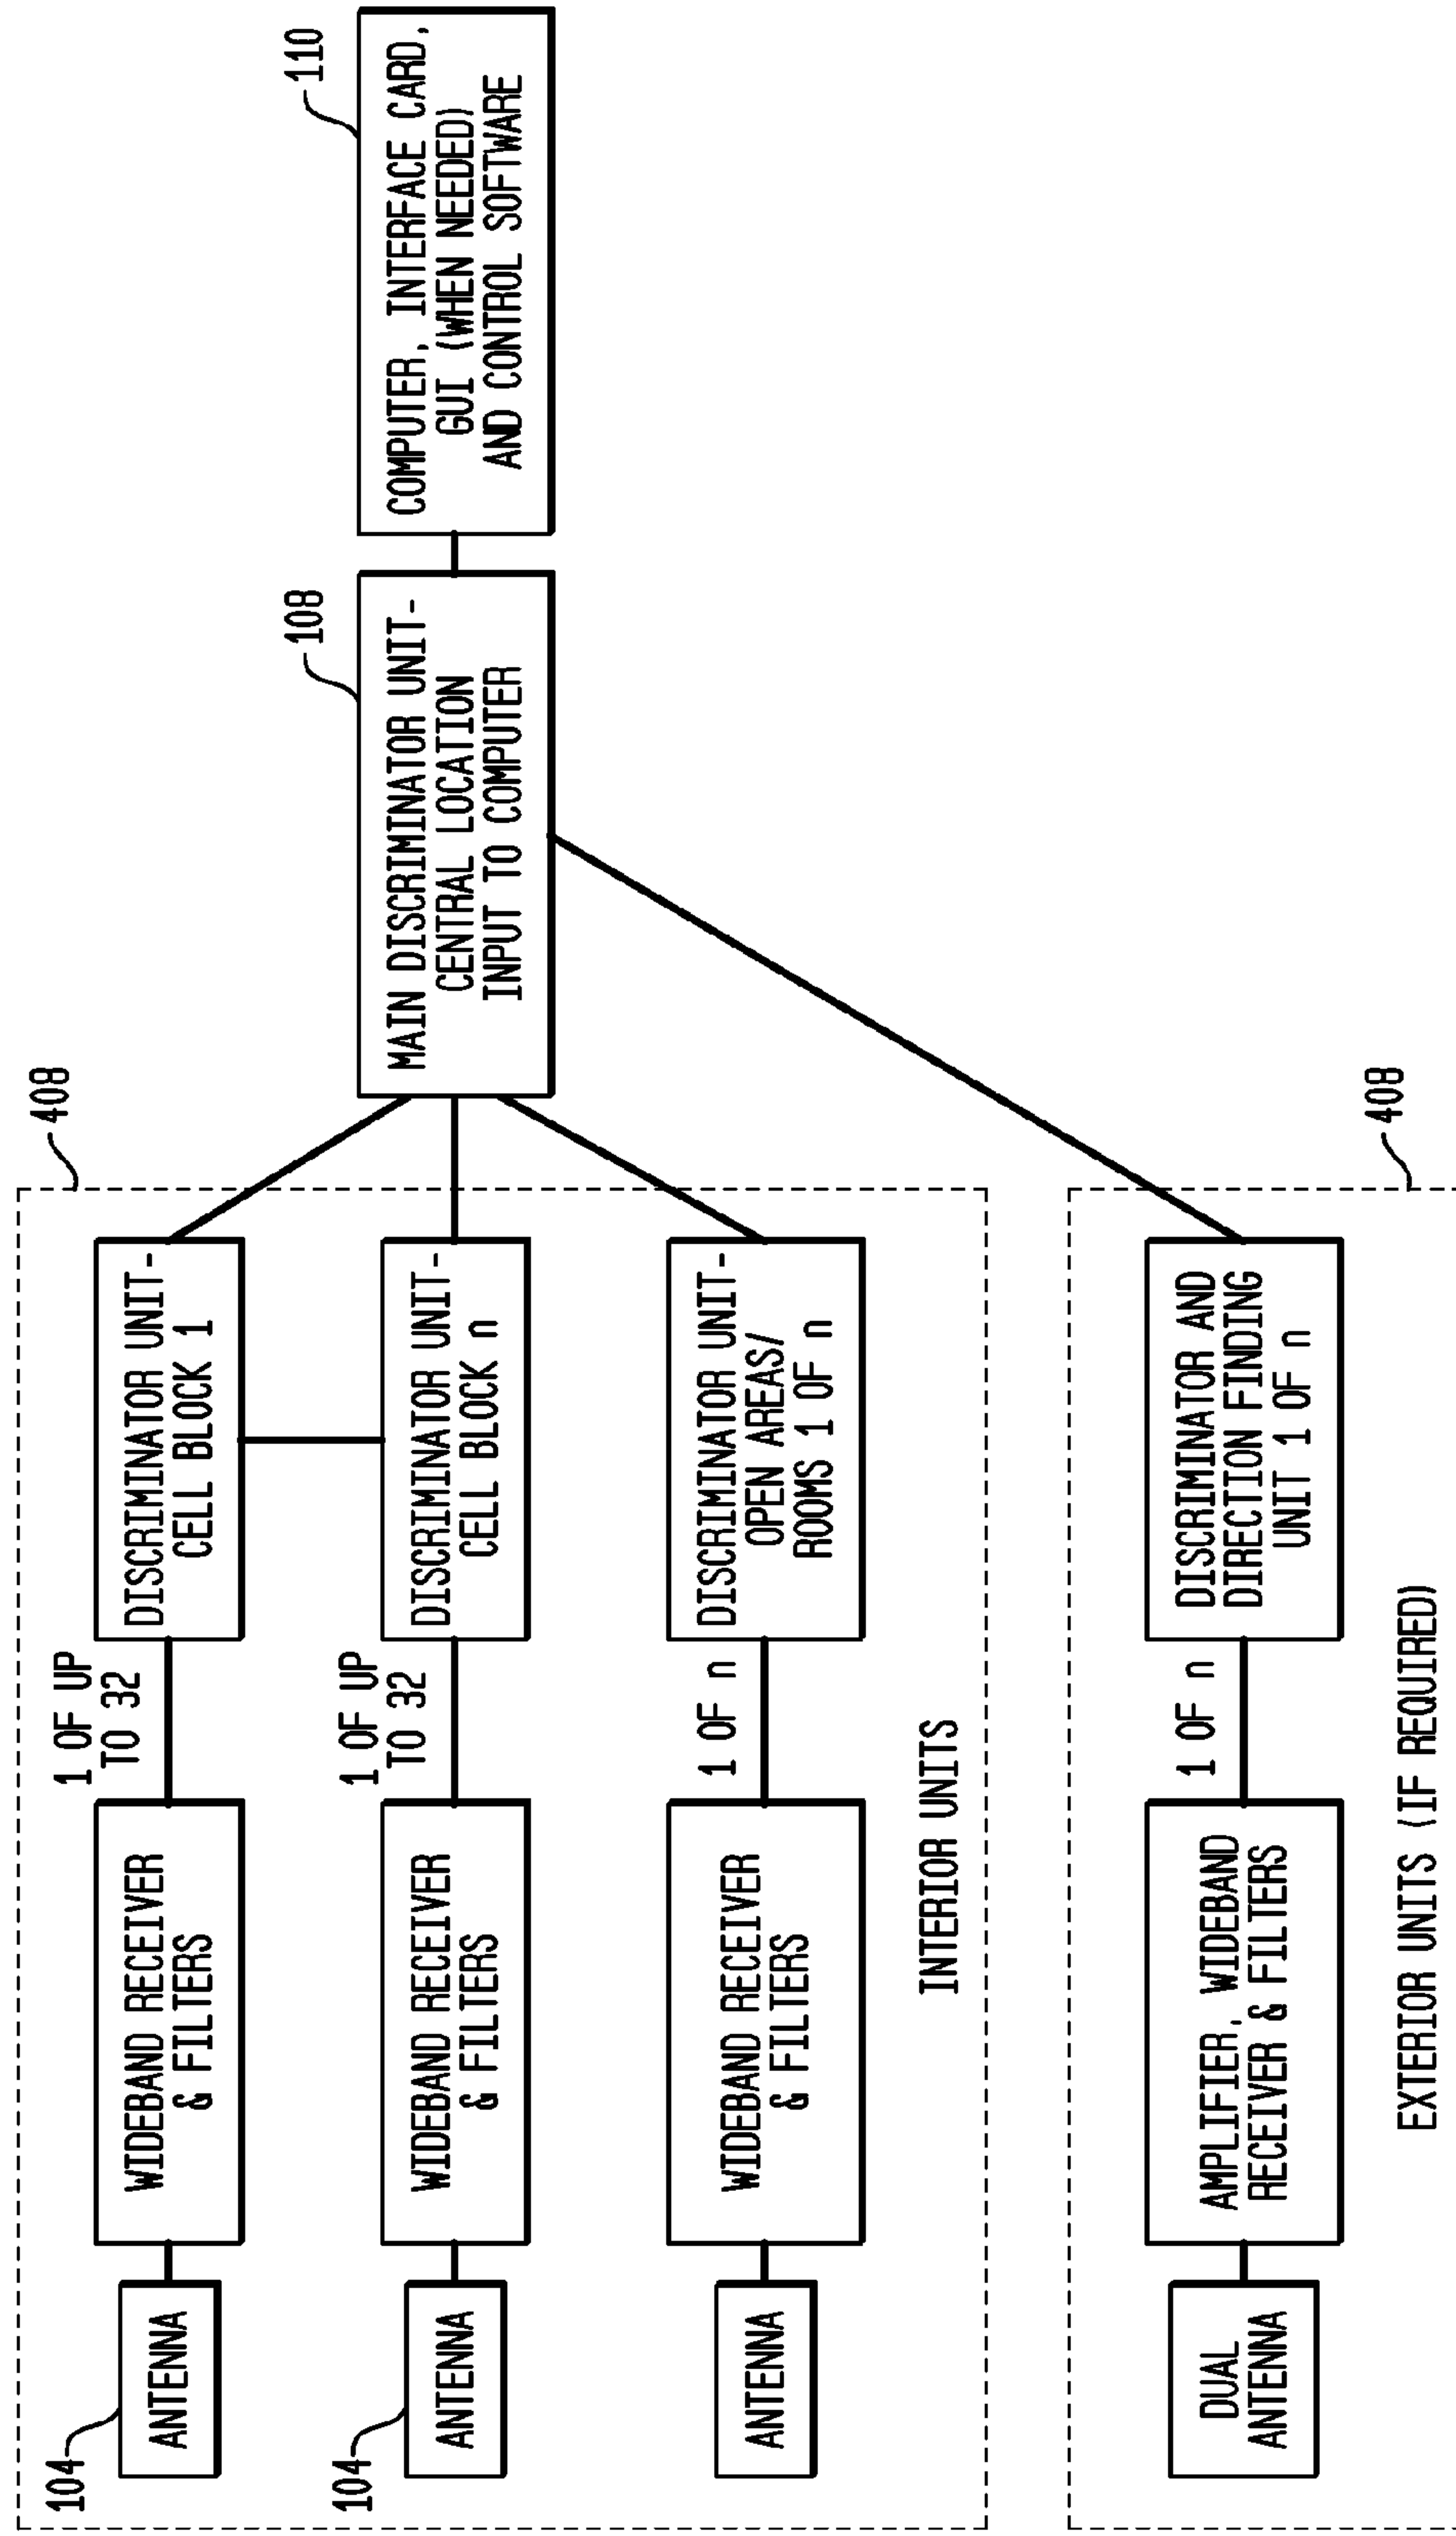 408
104
ANTENNA
WIDEBAND RECEIVER
& FILTERS
1 OF UP
TO 32
DISCRIMINATOR UNIT-
CELL BLOCK 1
104
ANTENNA
WIDEBAND RECEIVER
& FILTERS
1 OF UP
TO 32
DISCRIMINATOR UNIT-
CELL BLOCK n
ANTENNA
WIDEBAND RECEIVER
& FILTERS
1 OF n
DISCRIMINATOR UNIT-
OPEN AREAS/
ROOMS 1 OF n
INTERIOR UNITS
108
MAIN DISCRIMINATOR UNIT-
CENTRAL LOCATION
INPUT TO COMPUTER
110
COMPUTER, INTERFACE CARD,
GUI (WHEN NEEDED)
AND CONTROL SOFTWARE
408
DUAL
ANTENNA
AMPLIFIER, WIDEBAND
RECEIVER & FILTERS
1 OF n
DISCRIMINATOR AND
DIRECTION FINDING
UNIT 1 OF n
EXTERIOR UNITS (IF REQUIRED)